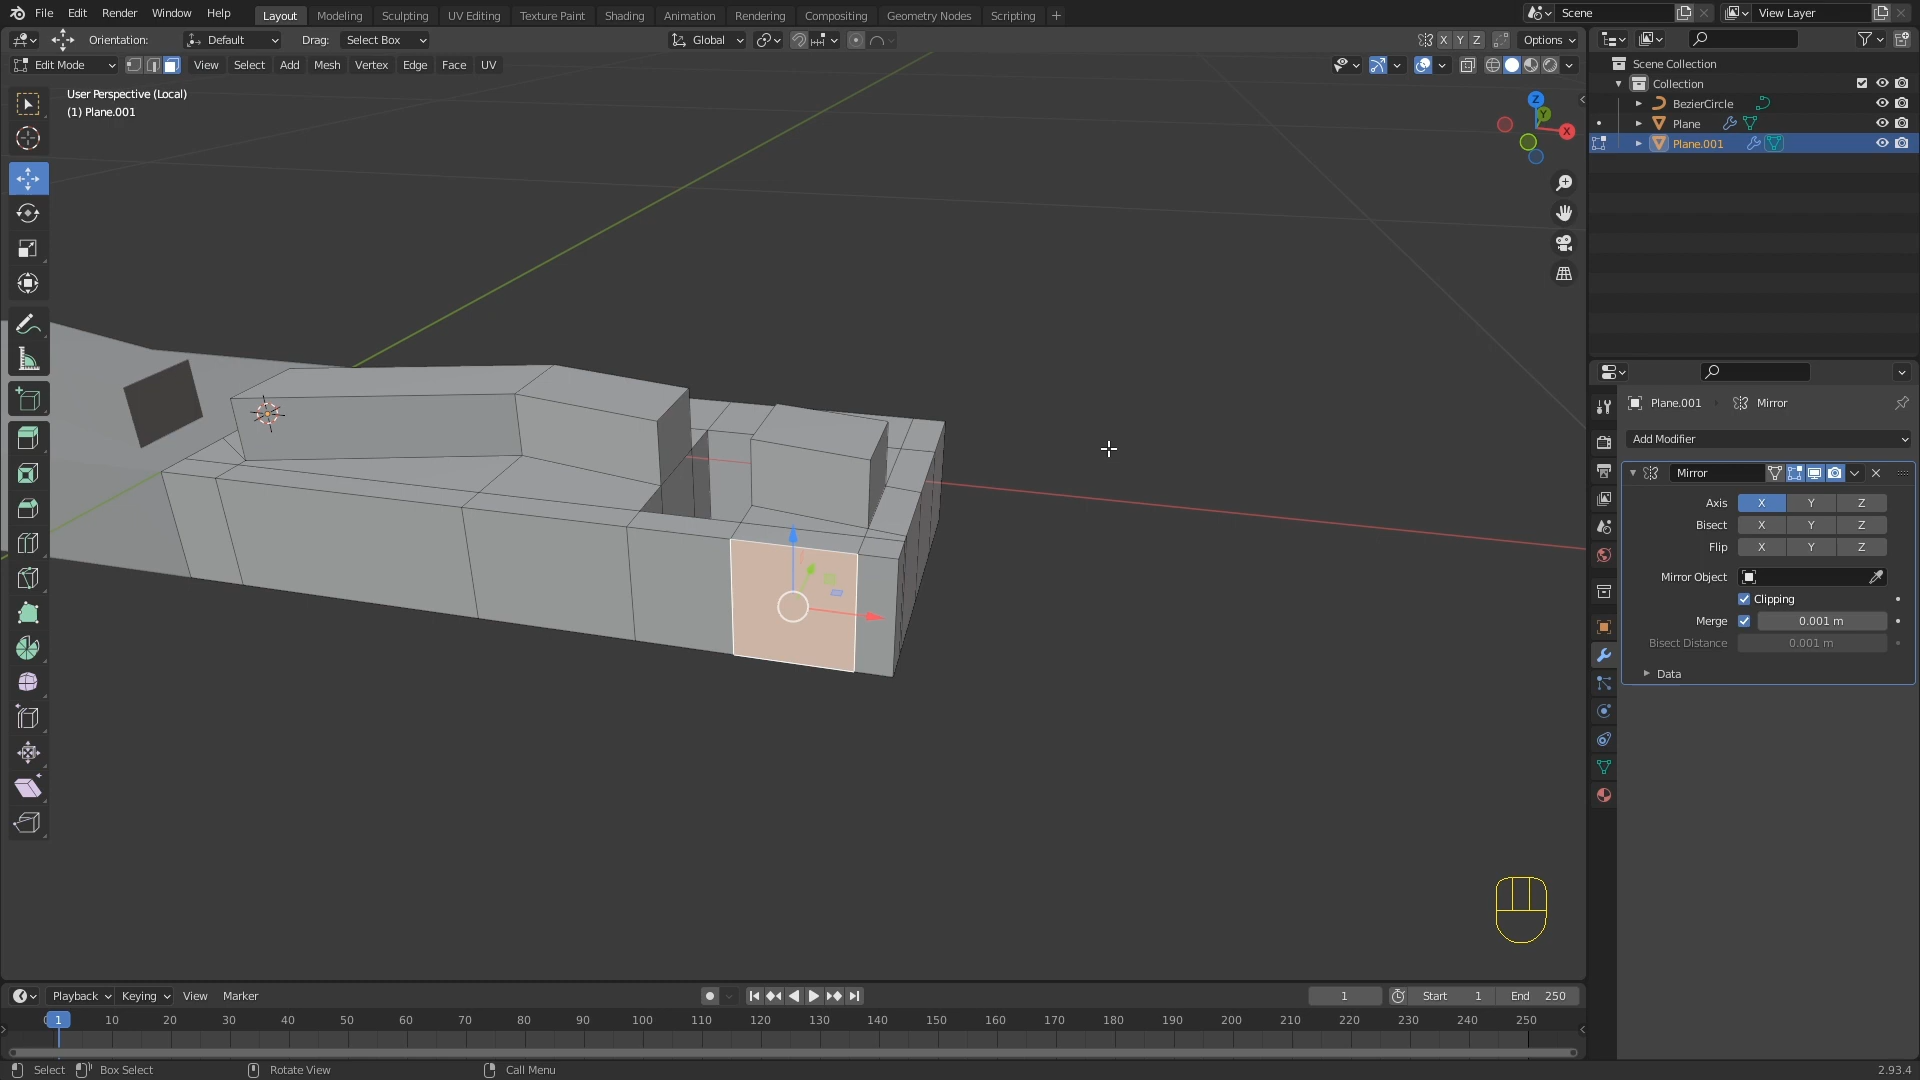 File Edit Render Window Help Layout Modeling Sculpting UV Editing Texture Paint Shading Animation Rendering Compositing Geometry Nodes Scripting + Scene View Layer
Orientation: Default Drag: Select Box Global X Y Z Options
Edit Mode View Select Add Mesh Vertex Edge Face UV
User Perspective (Local)
(1) Plane.001
Z
Y
X
Scene Collection
Collection
BezierCircle
Plane
Plane.001
Plane.001 Mirror
Add Modifier
Mirror
Axis X Y Z
Bisect X Y Z
Flip X Y Z
Mirror Object
Clipping
Merge 0.001 m
Bisect Distance 0.001 m
Data
Playback Keying View Marker 1 Start 1 End 250
1 10 20 30 40 50 60 70 80 90 100 110 120 130 140 150 160 170 180 190 200 210 220 230 240 250
Select Box Select Rotate View Call Menu 2.93.4